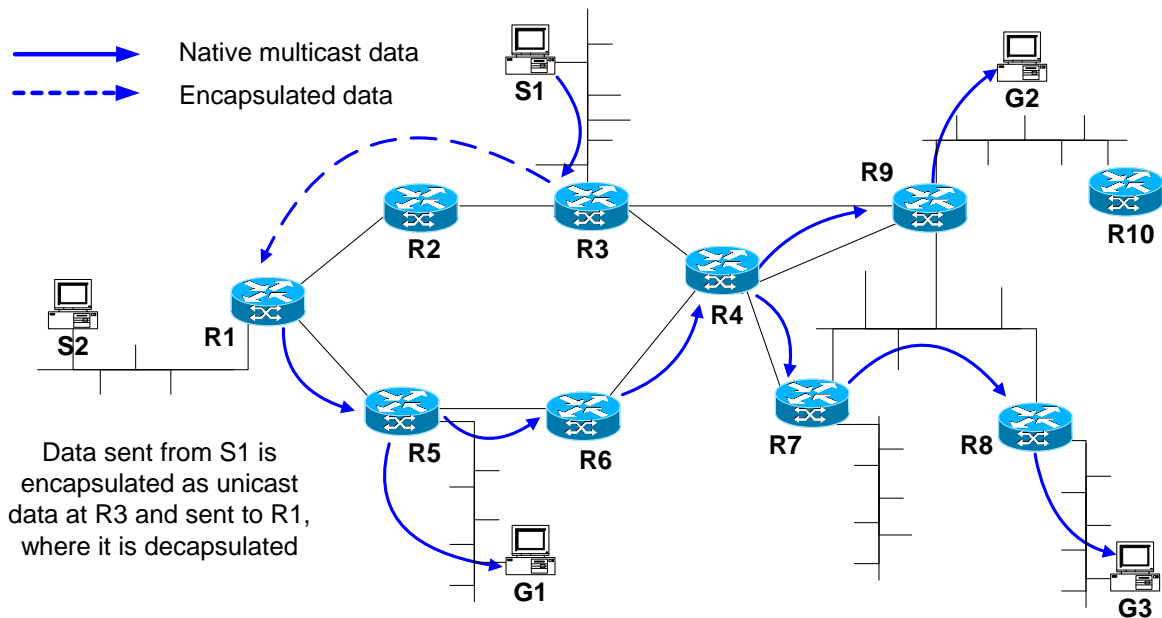 Native multicast data
Encapsulated data
S1
G2
R9
R2
R3
R10
R1
R4
S2
R5
R6
R7
R8
Data sent from S1 is
encapsulated as unicast
data at R3 and sent to R1,
where it is decapsulated
G1
G3